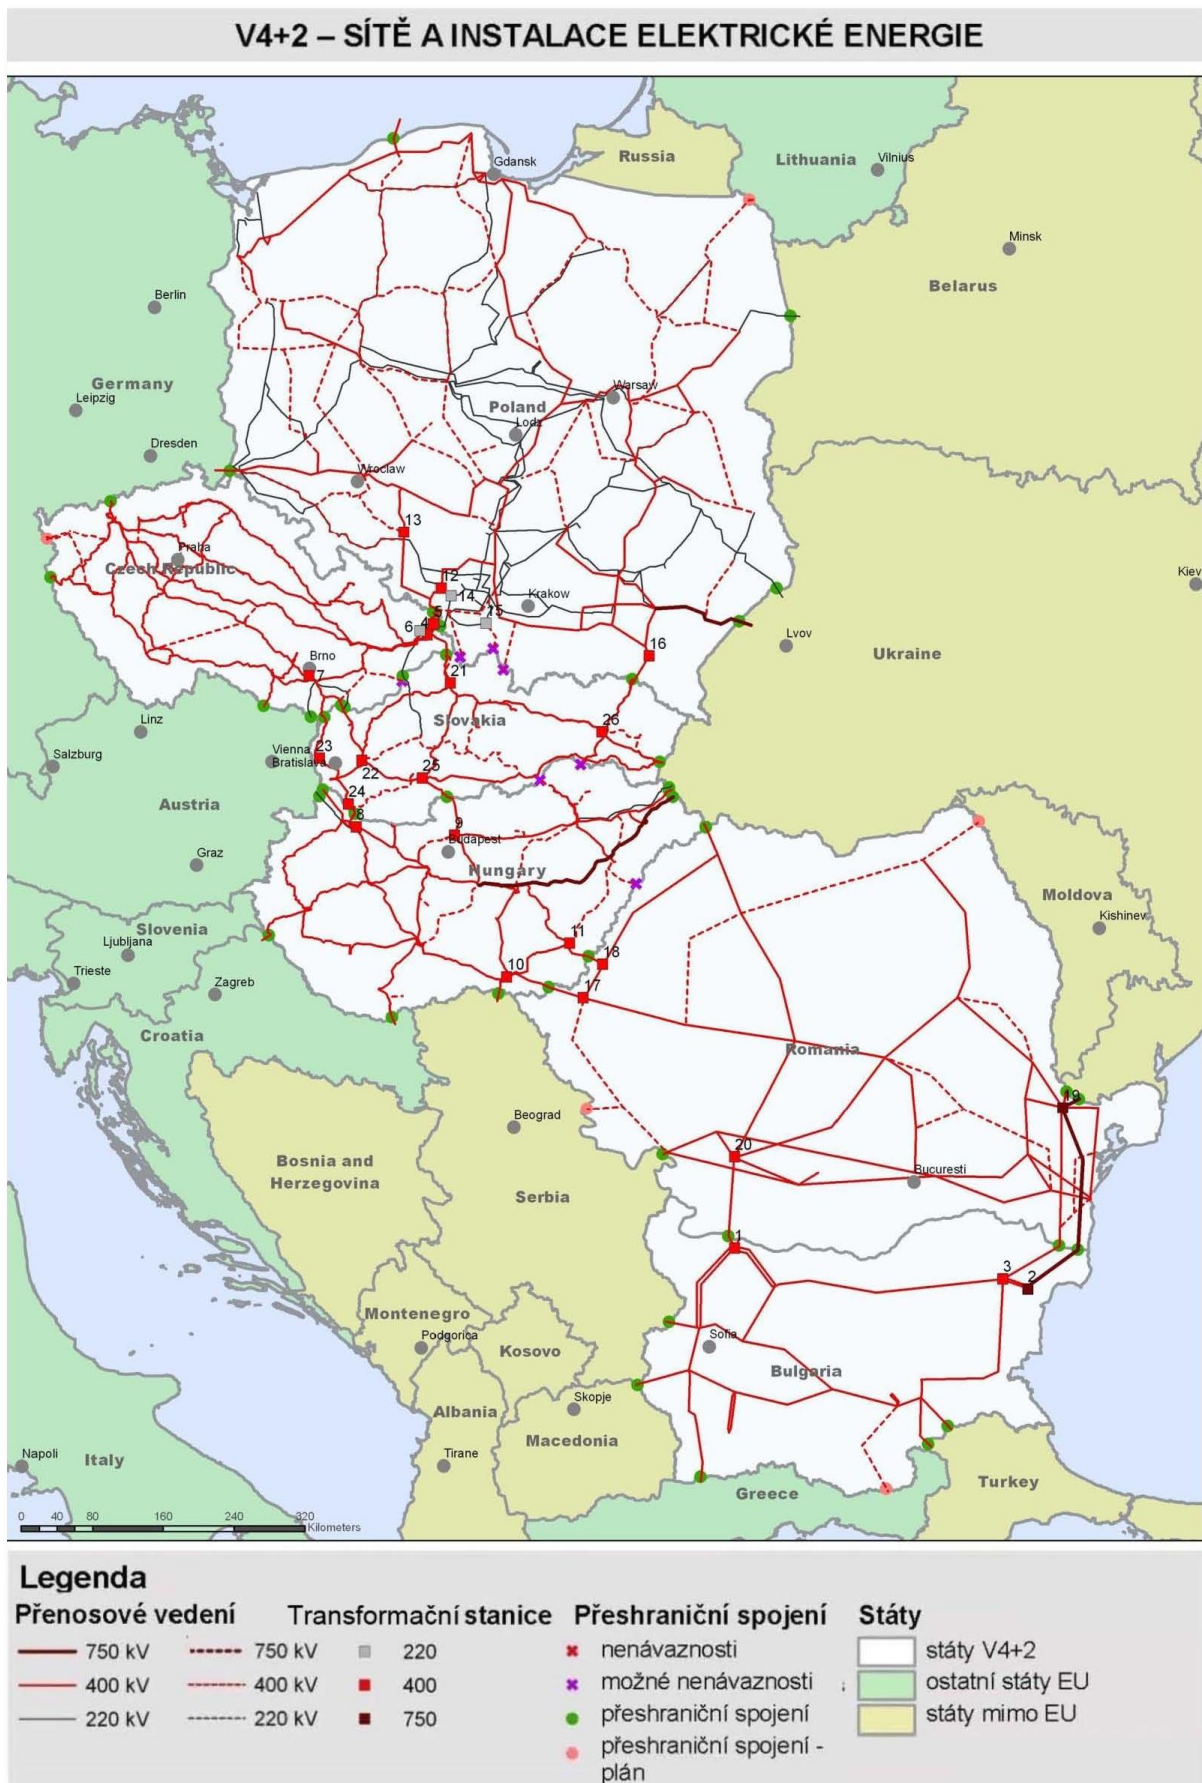 V4+2 – SÍTĚ A INSTALACE ELEKTRICKÉ ENERGIE
Gdansk
Russia
Lithuania
Vilnius
Minsk
Belarus
Berlin
Germany
Leipzig
Warsaw
Poland
Lodz
Dresden
Wroclaw
13
Praha
Czech Republic
12
14
Krakow
Kiev
5
15
6
4
Lvov
Ukraine
16
Brno
7
21
Slovakia
26
Linz
Salzburg
Vienna
23
Bratislava
22
25
Austria
24
8
9
Budapest
Hungary
Graz
Moldova
Kishinev
Slovenia
Ljubljana
11
18
Trieste
Zagreb
10
17
Croatia
Romania
19
Beograd
20
Bosnia and
Herzegovina
Serbia
Bucuresti
1
3
2
Montenegro
Podgorica
Kosovo
Sofia
Bulgaria
Skopje
Albania
Macedonia
Napoli
Italy
Tirane
Turkey
Greece
0 40 80 160 240 320
Kilometers
Legenda
Přenosové vedení Transformační stanice Přeshraniční spojení Státy
750 kV 750 kV 220 nenávaznosti státy V4+2
400 kV 400 kV 400 možné nenávaznosti ; ostatní státy EU
220 kV 220 kV 750 přeshraniční spojení státy mimo EU
přeshraniční spojení -
plán